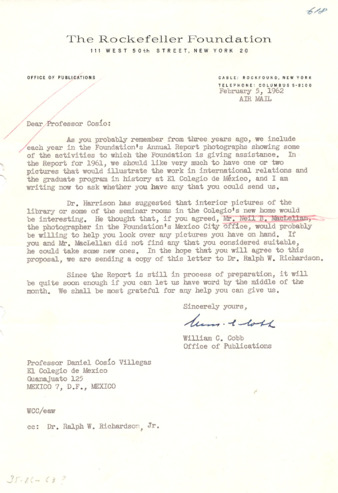 618
The Rockefeller Foundation
111 WEST 50th STREET, NEW YORK 20
OFFICE OF PUBLICATIONS
CABLE: ROCKFOUND, NEW YORK
TELEPHONE: COLUMBUS 5-8100
February 5, 1962
AIR MAIL
Dear Professor Cosío:
As you probably remember from three years ago, we include
each year in the Foundation's Annual Report photographs showing some
of the activities to which the Foundation is giving assistance. In
the Report for 1961, we should like very much to have one or two
pictures that would illustrate the work in international relations and
the graduate program in history at El Colegio de México, and I am
writing now to ask whether you have any that you could send us.
Dr. Harrison has suggested that interior pictures of the
library or some of the seminar rooms in the Colegio's new home would
be interesting. He thought that, if you agreed, Mr. Neil B. MacLellan,
the photographer in the Foundation's Mexico City office, would probably
be willing to help you look over any pictures you have on hand. If
you and Mr. MacLellan did not find any that you considered suitable,
he could take some new ones. In the hope that you will agree to this
proposal, we are sending a copy of this letter to Dr. Ralph W. Richardson.
Since the Report is still in process of preparation, it will
be quite soon enough if you can let us have word by the middle of the
month. We shall be most grateful for any help you can give us.
Sincerely yours,
William C. Cobb
Office of Publications
Professor Daniel Cosío Villegas
El Colegio de Mexico
Guanajuato 125
MEXICO 7, D.F., MEXICO
WCC/eaw
cc: Dr. Ralph W. Richardson, Jr.